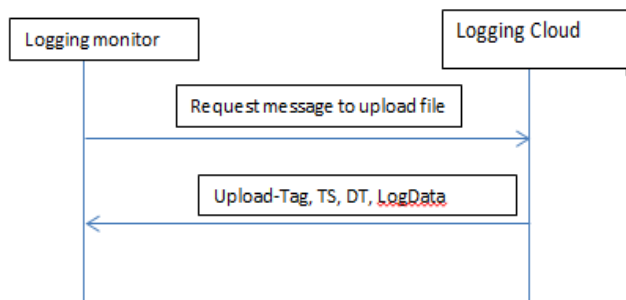 Logging monitor
Logging Cloud
Request message to upload file
Upload-Tag, TS, DT, LogData